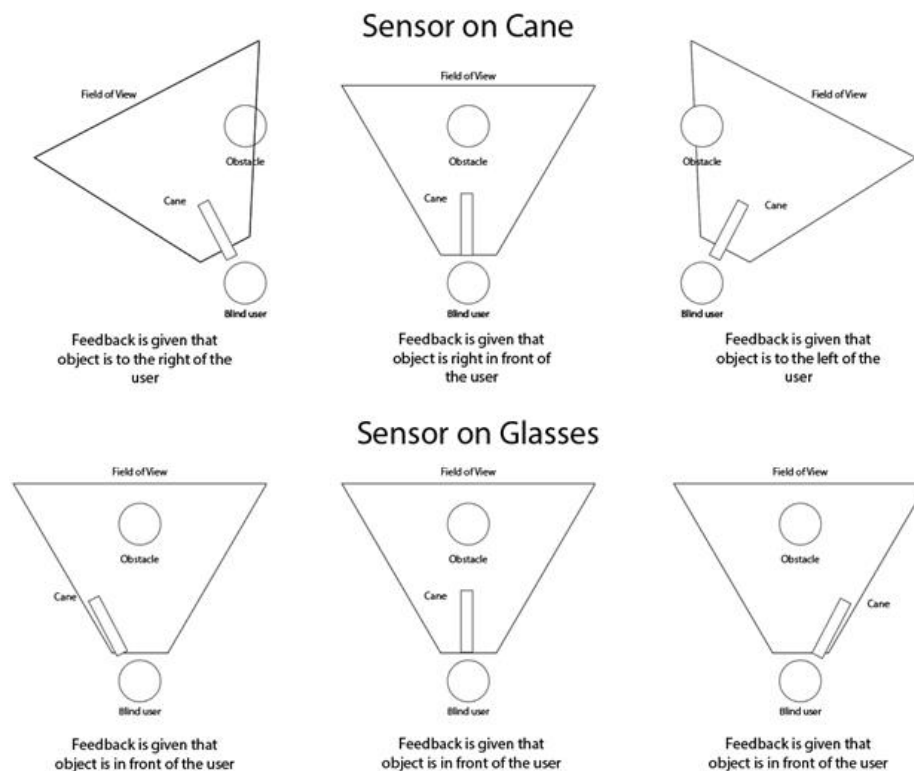 Sensor on Cane
Field of View
Obstacle
Cane
Blind user
Feedback is given that
object is to the right of the
user
Field of View
Obstacle
Cane
Blind user
Feedback is given that
object is right in front of
the user
Field of View
Obstacle
Cane
Blind user
Feedback is given that
object is to the left of the
user
Sensor on Glasses
Field of View
Obstacle
Cane
Blind user
Feedback is given that
object is in front of the user
Field of View
Obstacle
Cane
Blind user
Feedback is given that
object is in front of the user
Field of View
Obstacle
Cane
Blind user
Feedback is given that
object is in front of the user